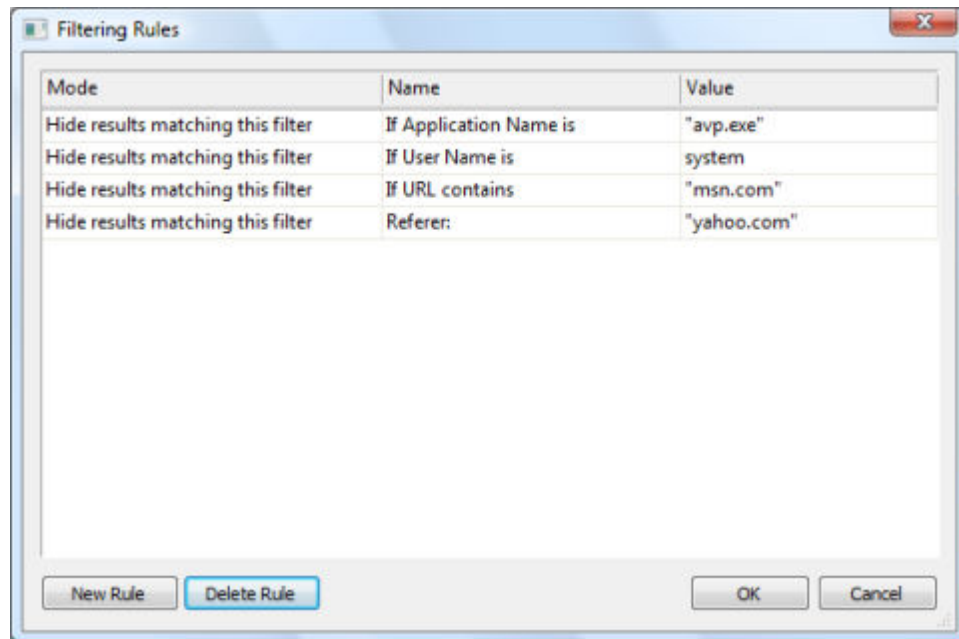 Filtering Rules
Mode Name Value
Hide results matching this filter If Application Name is "avp.exe"
Hide results matching this filter If User Name is system
Hide results matching this filter If URL contains "msn.com"
Hide results matching this filter Referer: "yahoo.com"
New Rule Delete Rule OK Cancel